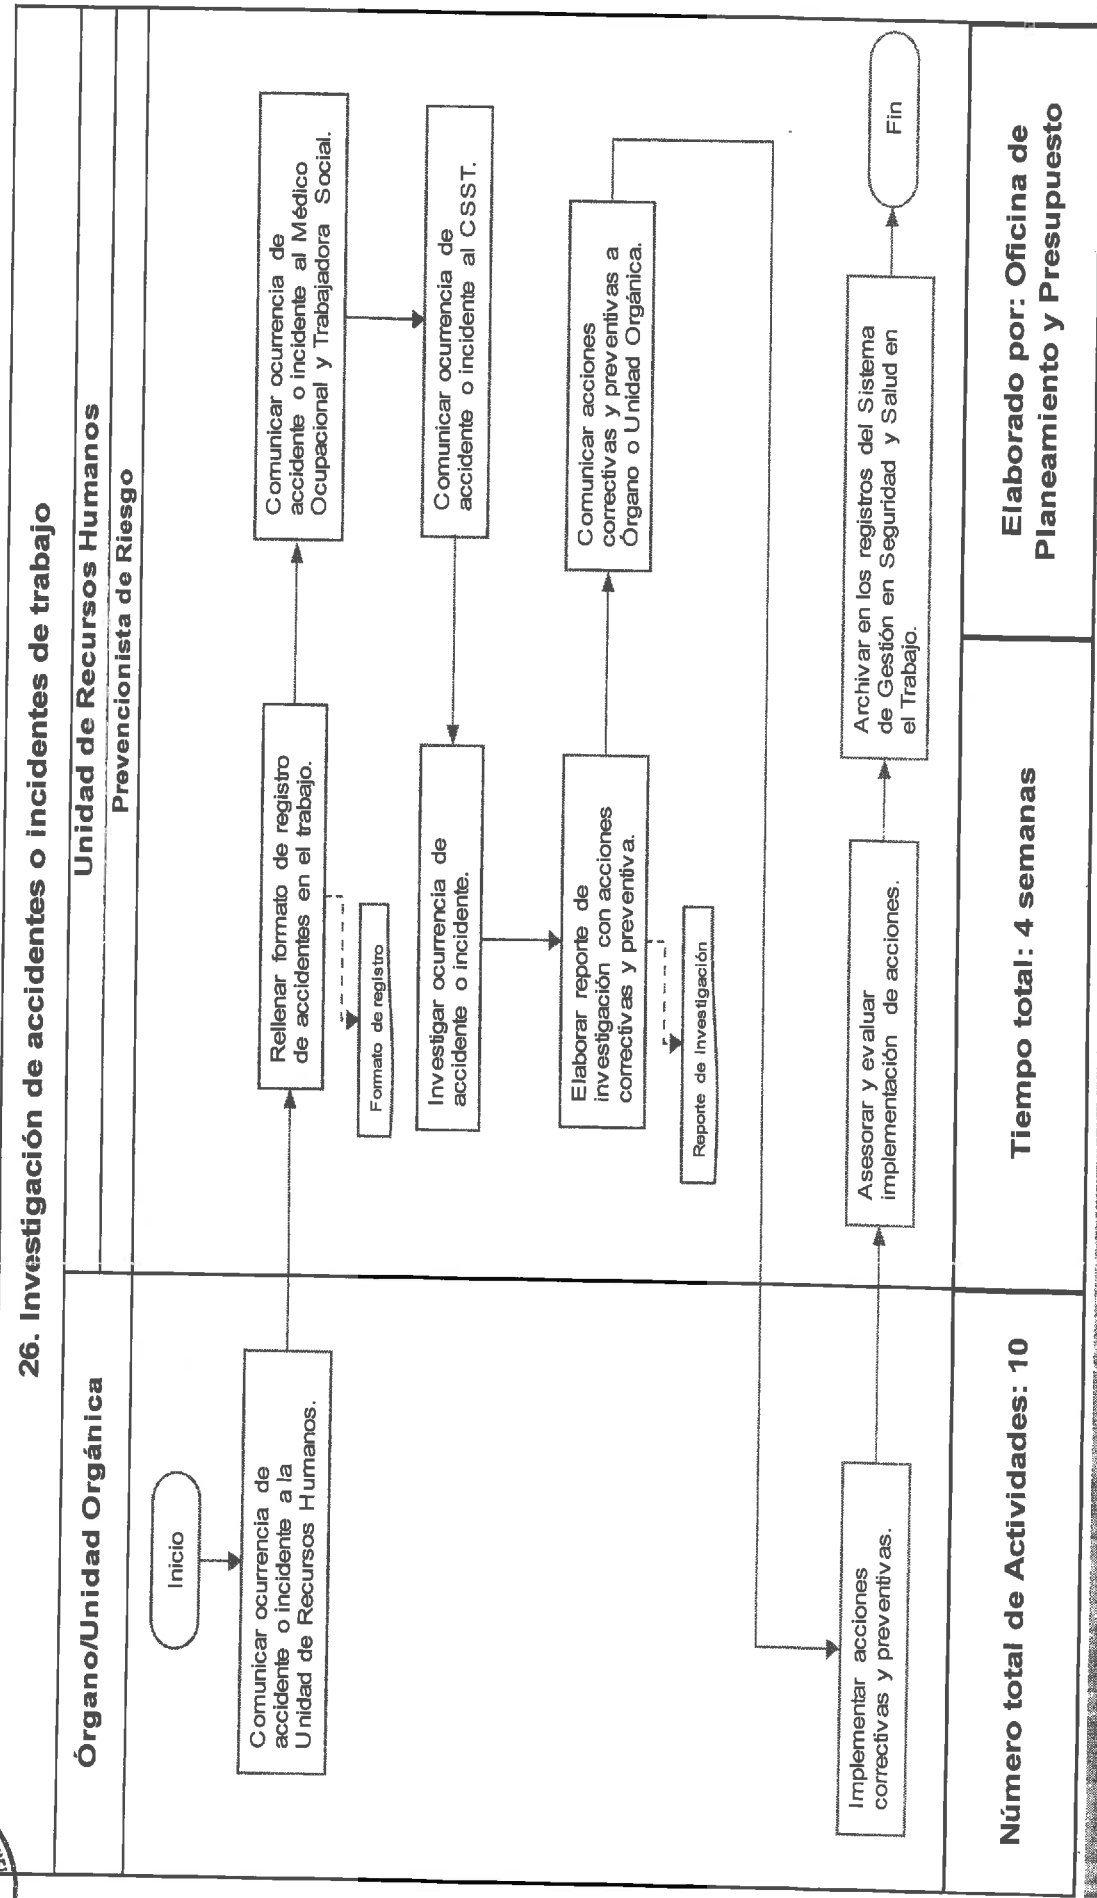 26. Investigación de accidentes o incidentes de trabajo
Órgano/Unidad Orgánica
Unidad de Recursos Humanos
Prevencionista de Riesgo
Inicio
Comunicar ocurrencia de
accidente o incidente a la
Unidad de Recursos Humanos.
Rellenar formato de registro
de accidentes en el trabajo.
Formato de registro
Comunicar ocurrencia de
accidente o incidente al Médico
Ocupacional y Trabajadora Social.
Comunicar ocurrencia de
accidente o incidente al CSST.
Investigar ocurrencia de
accidente o incidente.
Elaborar reporte de
investigación con acciones
correctivas y preventiva.
Reporte de Investigación
Comunicar acciones
correctivas y preventivas a
Órgano o Unidad Orgánica.
Implementar acciones
correctivas y preventivas.
Asesorar y evaluar
implementación de acciones.
Archivar en los registros del Sistema
de Gestión en Seguridad y Salud en
el Trabajo.
Fin
Número total de Actividades: 10
Tiempo total: 4 semanas
Elaborado por: Oficina de
Planeamiento y Presupuesto